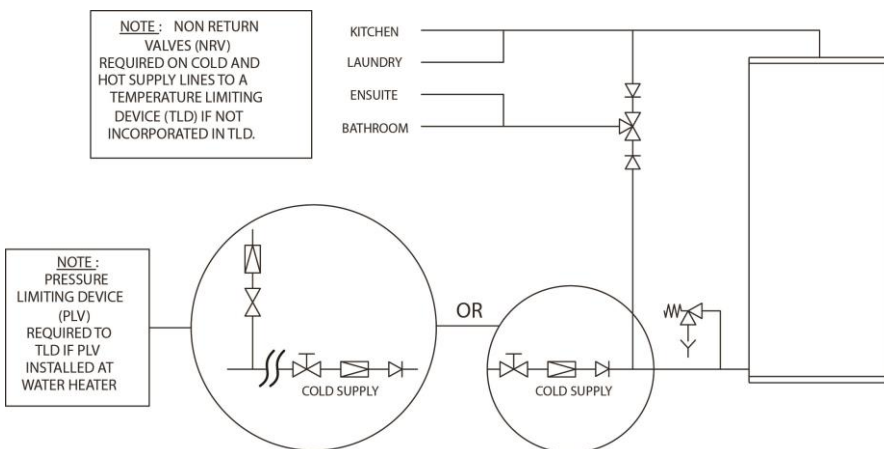 NOTE : NON RETURN
VALVES (NRV)
REQUIRED ON COLD AND
HOT SUPPLY LINES TO A
TEMPERATURE LIMITING
DEVICE (TLD) IF NOT
INCORPORATED IN TLD.
KITCHEN
LAUNDRY
ENSUITE
BATHROOM
NOTE :
PRESSURE
LIMITING DEVICE
(PLV)
REQUIRED TO
TLD IF PLV
INSTALLED AT
WATER HEATER
COLD SUPPLY
OR
COLD SUPPLY